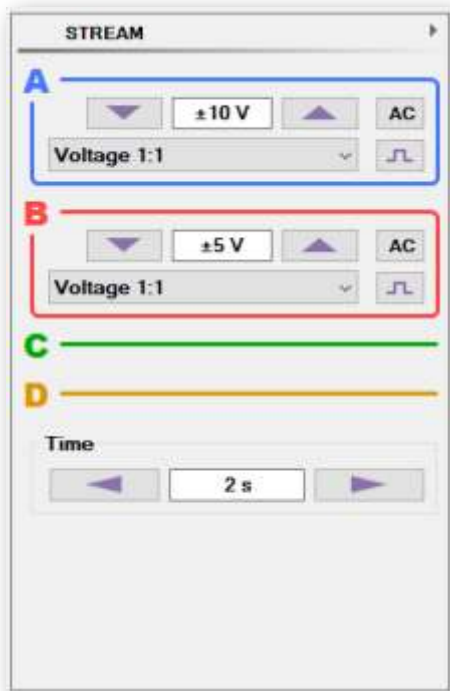 STREAM
A
±10 V
AC
Voltage 1:1
B
±5 V
AC
Voltage 1:1
C
D
Time
2 s